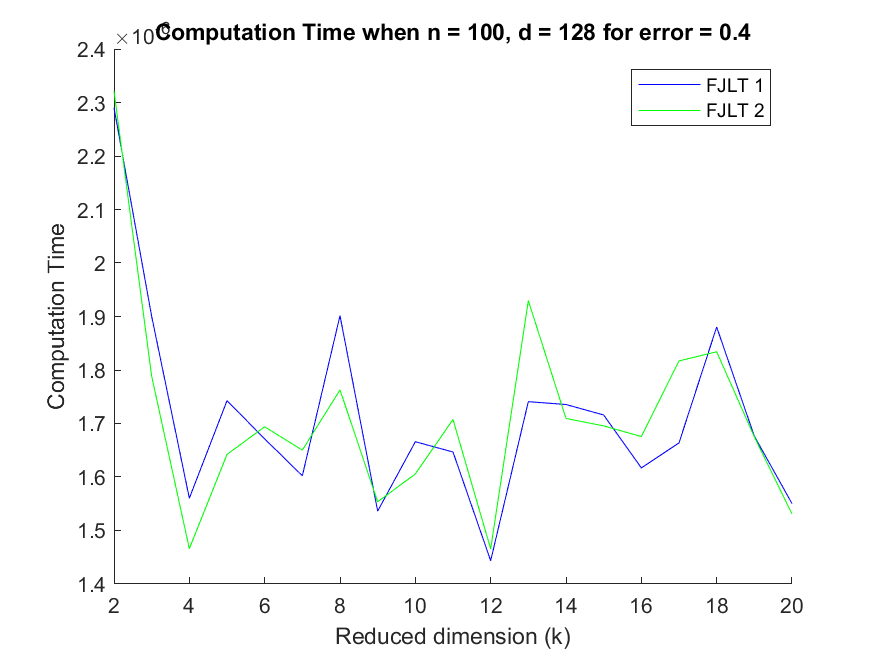 ×10
Computation Time when n = 100, d = 128 for error = 0.4
2.4
2.3
2.2
2.1
2
1.9
1.8
1.7
1.6
1.5
1.4
Computation Time
FJLT 1
FJLT 2
2 4 6 8 10 12 14 16 18 20
Reduced dimension (k)